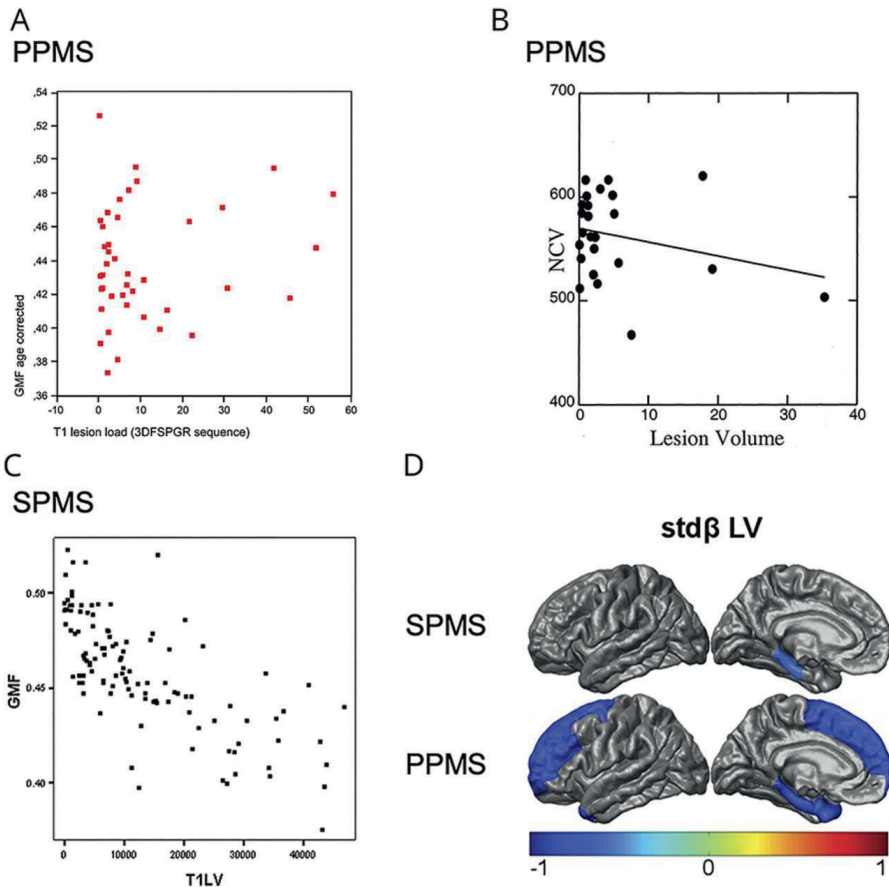 A
PPMS
,54
,52
,50
,48
,46
,44
,42
,40
,38
,36
GMF age corrected
-10 0 10 20 30 40 50 60
T1 lesion load (3DFSPGR sequence)
B
PPMS
700
600
500
400
NCV
0 10 20 30 40
Lesion Volume
C
SPMS
0.50
0.45
0.40
GMF
0 10000 20000 30000 40000
T1LV
D
stdβ LV
SPMS
PPMS
-1 0 1